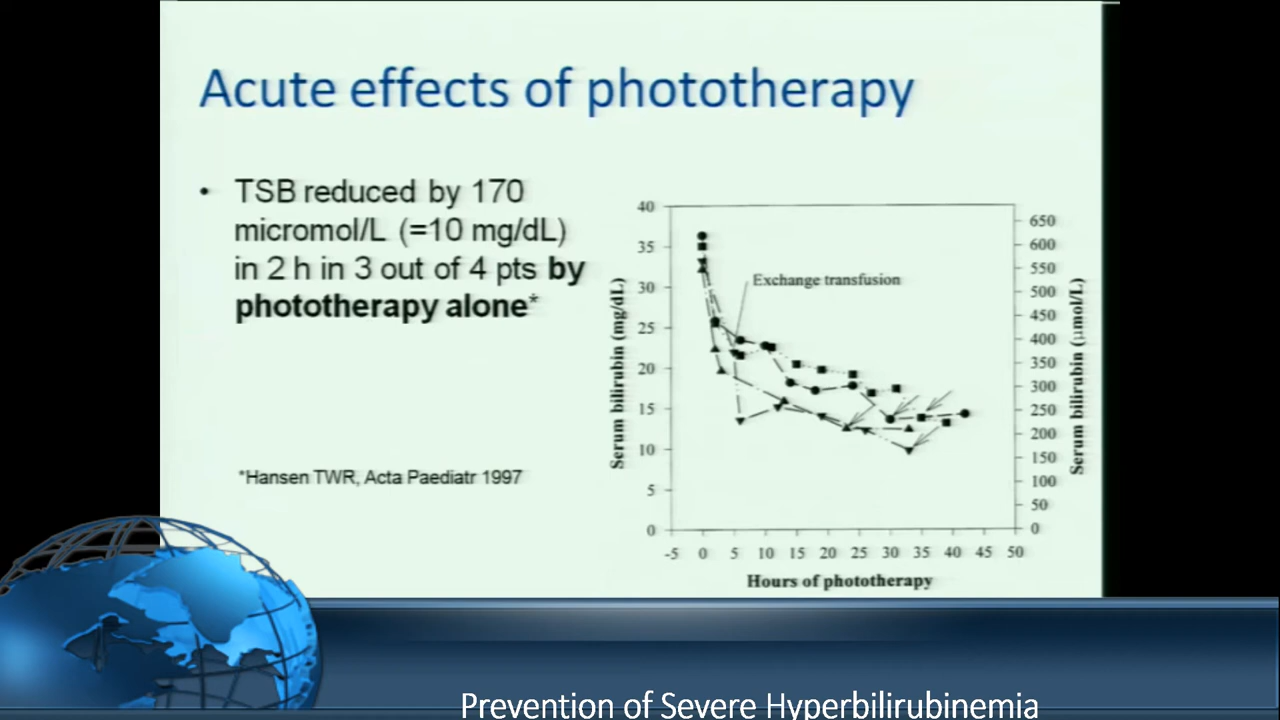 Acute effects of phototherapy
• TSB reduced by 170
micromol/L (=10 mg/dL)
in 2 h in 3 out of 4 pts by
phototherapy alone*
*Hansen TWR, Acta Paediatr 1997
Exchange transfusion
Serum bilirubin (mg/dL)
40
35
30
25
20
15
10
5
0
Serum bilirubin (μmol/L)
650
600
550
500
450
400
350
300
250
200
150
100
50
0
-5 0 5 10 15 20 25 30 35 40 45 50
Hours of phototherapy
Prevention of Severe Hyperbilirubinemia